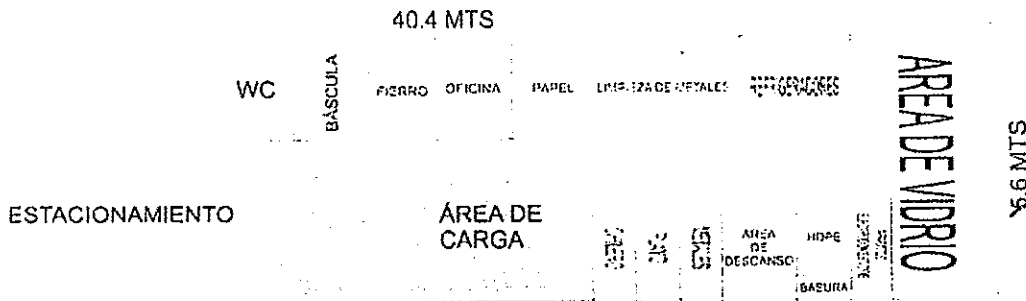 40.4 MTS
WC
BÁSCULA
FIERRO
OFICINA
PAPEL
LIMPIEZA DE METALES
AREA DE VIDRIO
5.6 MTS
ESTACIONAMIENTO
ÁREA DE
CARGA
AREA
DE
DESCANSO
HDPE
BASURA